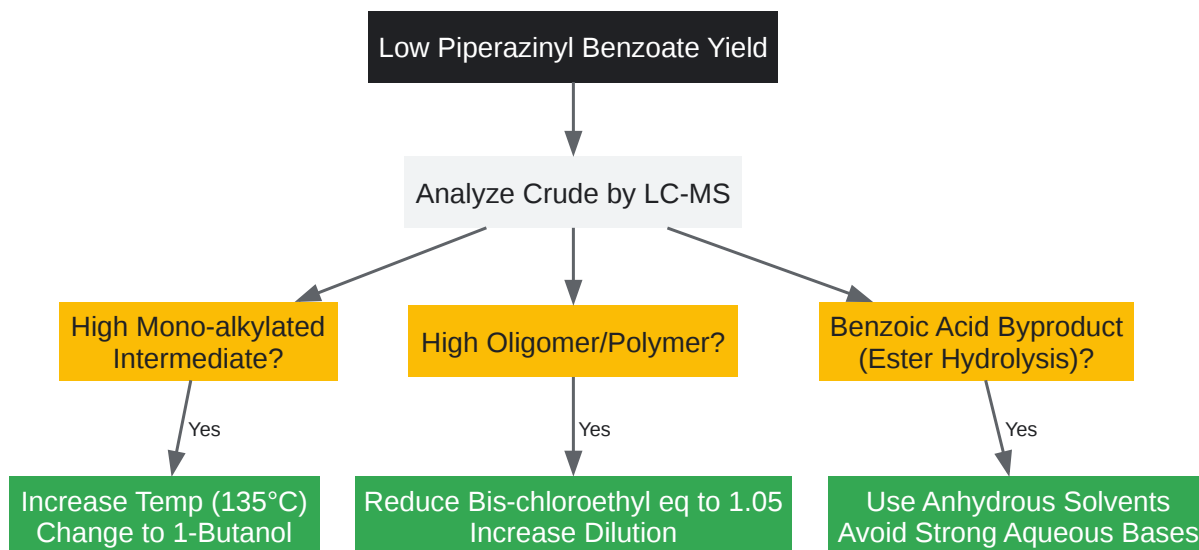 Low Piperazinyl Benzoate Yield
Analyze Crude by LC-MS
High Mono-alkylated
Intermediate?
High Oligomer/Polymer?
Benzoic Acid Byproduct
(Ester Hydrolysis)?
Yes
Yes
Yes
Increase Temp (135°C)
Change to 1-Butanol
Reduce Bis-chloroethyl eq to 1.05
Increase Dilution
Use Anhydrous Solvents
Avoid Strong Aqueous Bases